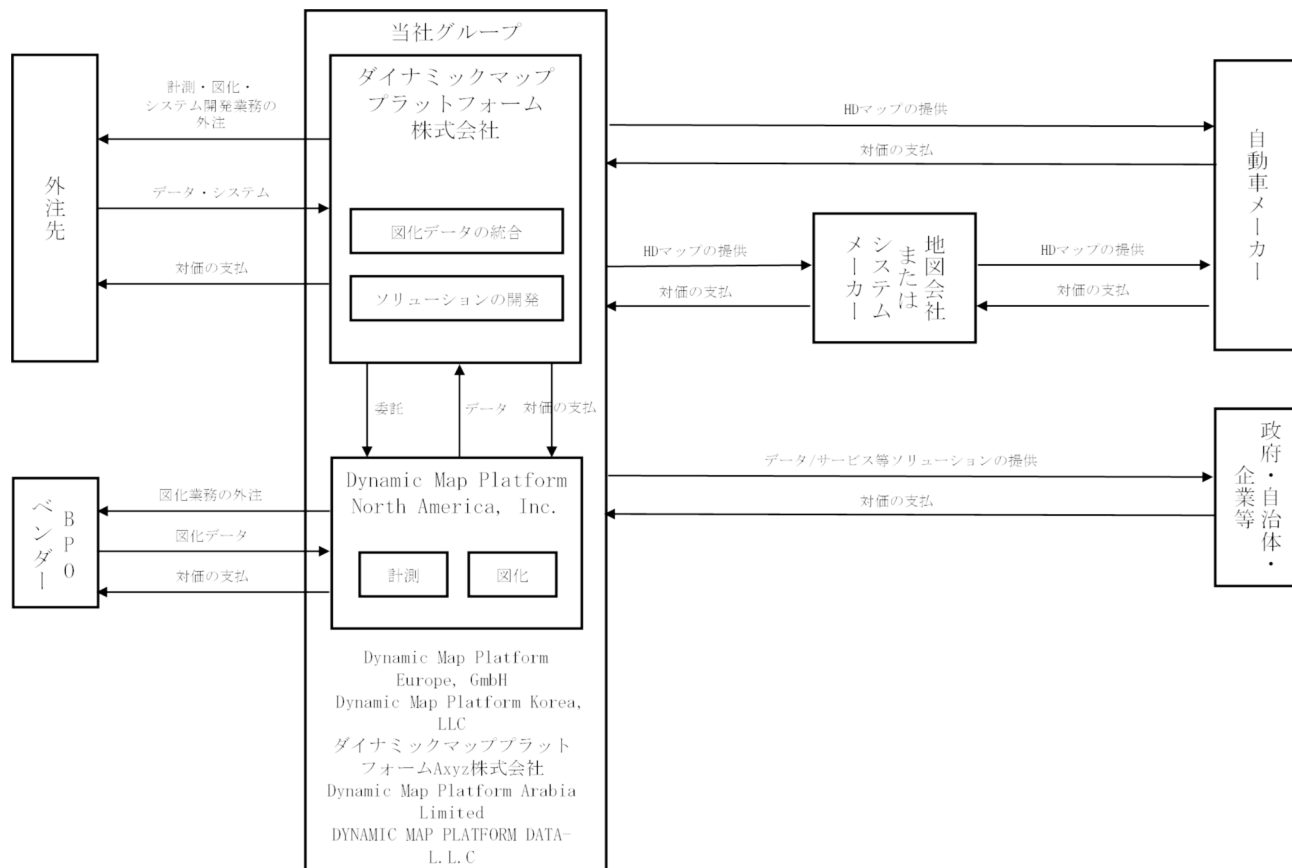 当社グループ
ダイナミックマップ
プラットフォーム
株式会社
図化データの統合
ソリューションの開発
外注先
計測・図化・
システム開発業務の
外注
データ・システム
対価の支払
HDマップの提供
対価の支払
自動車メーカー
HDマップの提供
対価の支払
地図会社
または
システム
メーカー
HDマップの提供
対価の支払
委託
データ
対価の支払
Dynamic Map Platform
North America, Inc.
計測
図化
BPO
ベンダー
図化業務の外注
図化データ
対価の支払
データ/サービス等ソリューションの提供
対価の支払
政府・自治体・
企業等
Dynamic Map Platform
Europe, GmbH
Dynamic Map Platform Korea,
LLC
ダイナミックマッププラット
フォームAxyz株式会社
Dynamic Map Platform Arabia
Limited
DYNAMIC MAP PLATFORM DATA-
L.L.C